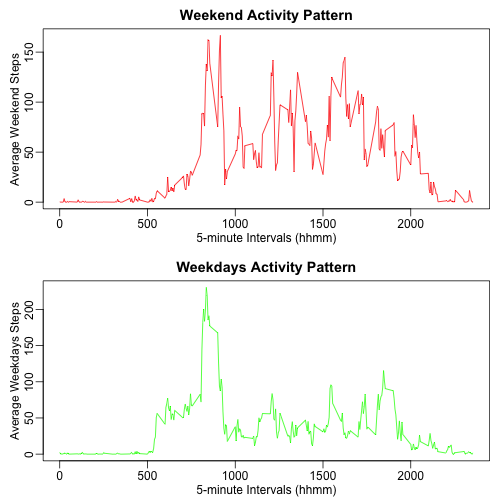 Weekend Activity Pattern
Average Weekend Steps
150
100
50
0
0 500 1000 1500 2000
5-minute Intervals (hhmm)
Weekdays Activity Pattern
Average Weekdays Steps
200
150
100
50
0
0 500 1000 1500 2000
5-minute Intervals (hhmm)